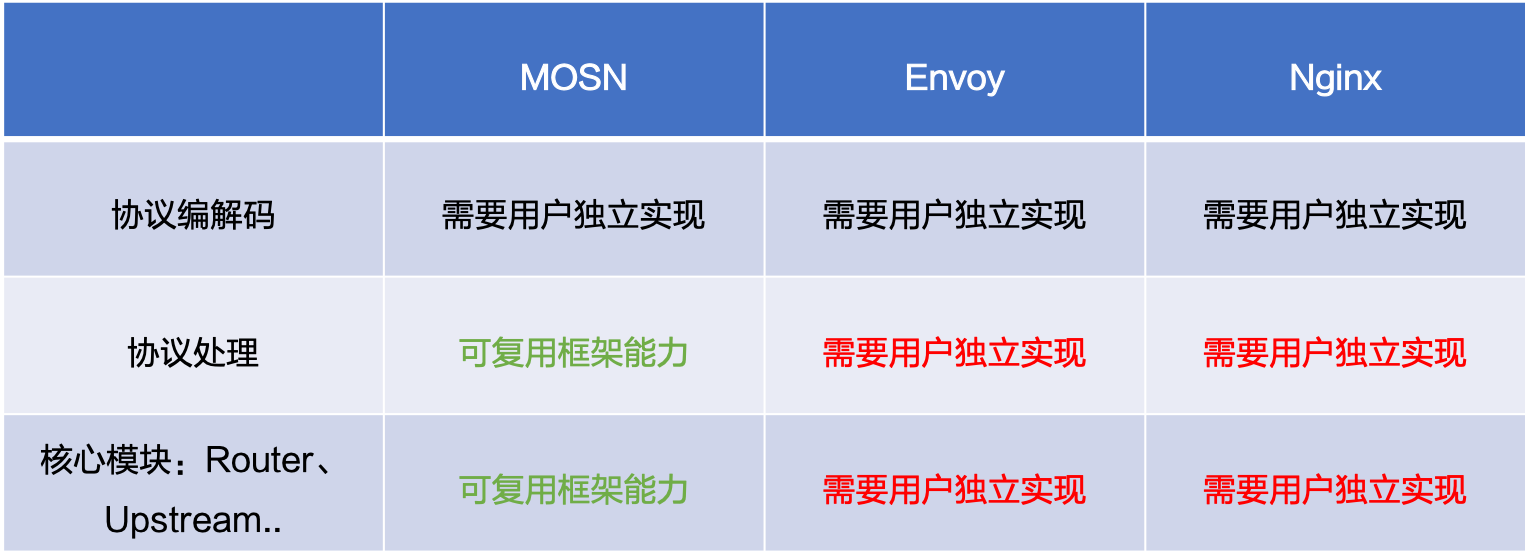 MOSN Envoy Nginx
协议编解码 需要用户独立实现 需要用户独立实现 需要用户独立实现
协议处理 可复用框架能力 需要用户独立实现 需要用户独立实现
核心模块：Router、
Upstream.. 可复用框架能力 需要用户独立实现 需要用户独立实现